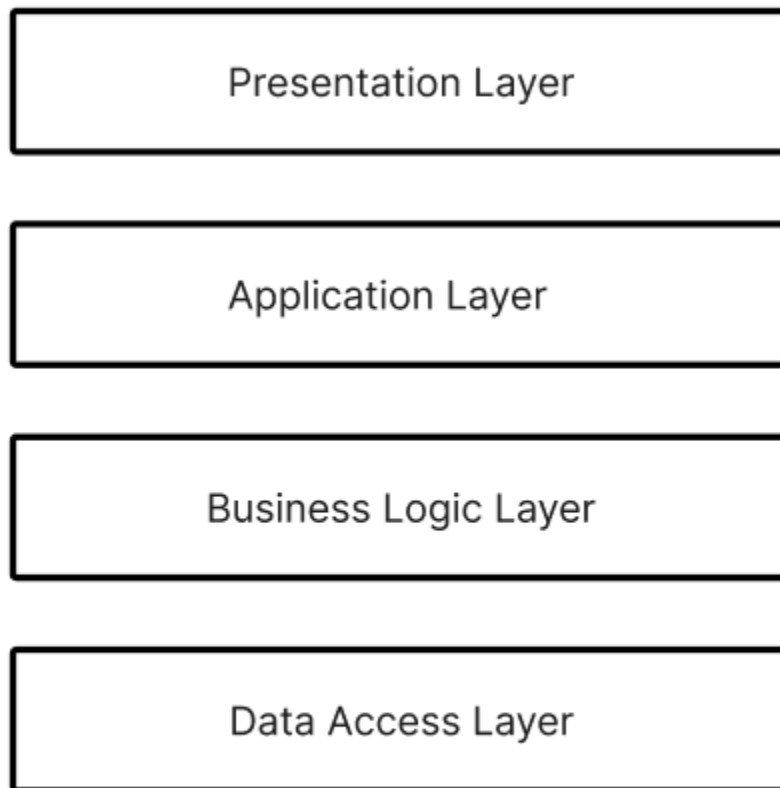 Presentation Layer
Application Layer
Business Logic Layer
Data Access Layer